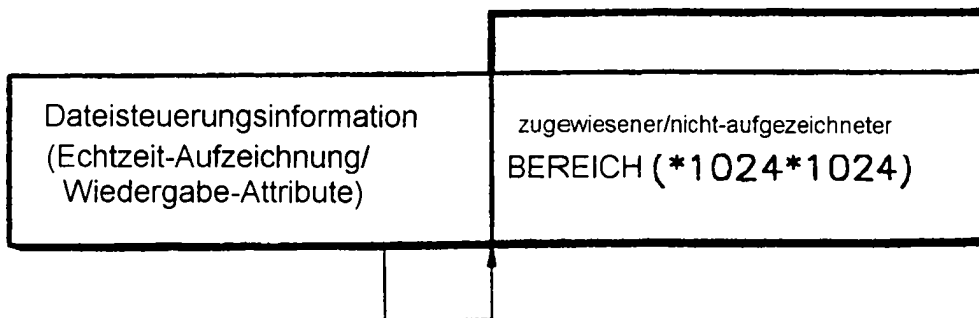 Dateisteuerungsinformation
(Echtzeit-Aufzeichnung/
Wiedergabe-Attribute)
zugewiesener/nicht-aufgezeichneter
BEREICH (*1024*1024)